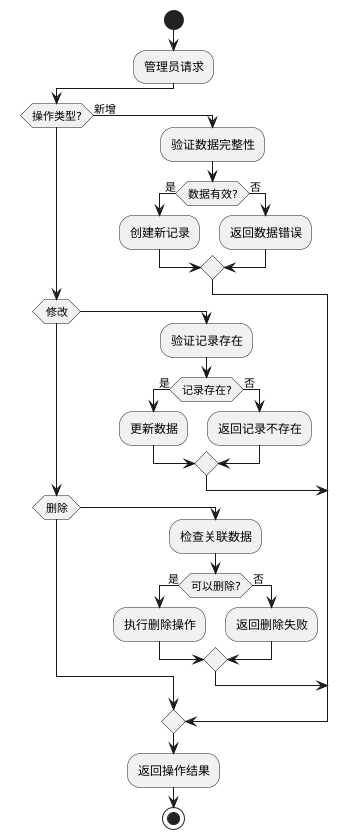 管理员请求
操作类型?
新增
验证数据完整性
是
数据有效?
否
创建新记录
返回数据错误
修改
验证记录存在
是
记录存在?
否
更新数据
返回记录不存在
删除
检查关联数据
是
可以删除?
否
执行删除操作
返回删除失败
返回操作结果